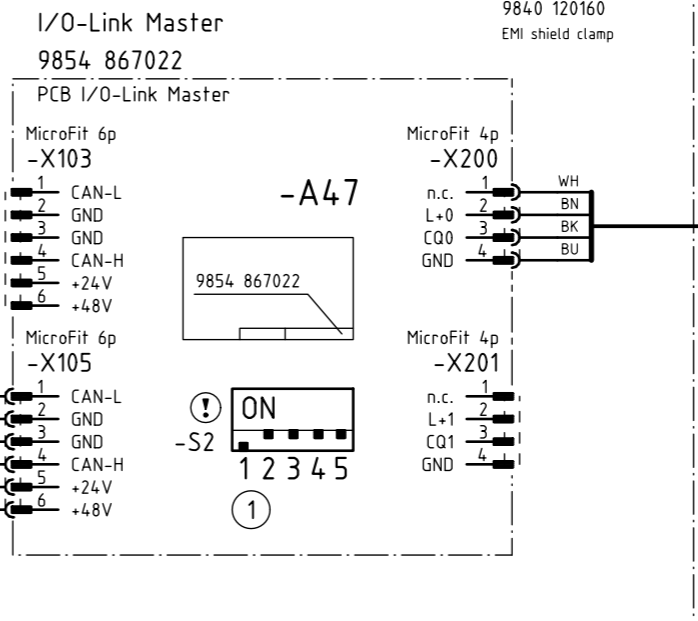 I/O-Link Master
9854 867022
9840 120160
EMI shield clamp
PCB I/O-Link Master
MicroFit 6p
-X103
1 CAN-L
2 GND
3 GND
4 CAN-H
5 +24V
6 +48V
-A47
9854 867022
MicroFit 4p
-X200
n.c. 1 WH
L+0 2 BN
CQ0 3 BK
GND 4 BU
MicroFit 6p
-X105
1 CAN-L
2 GND
3 GND
4 CAN-H
5 +24V
6 +48V
!
ON
-S2
1 2 3 4 5
1
MicroFit 4p
-X201
n.c. 1
L+1 2
CQ1 3
GND 4